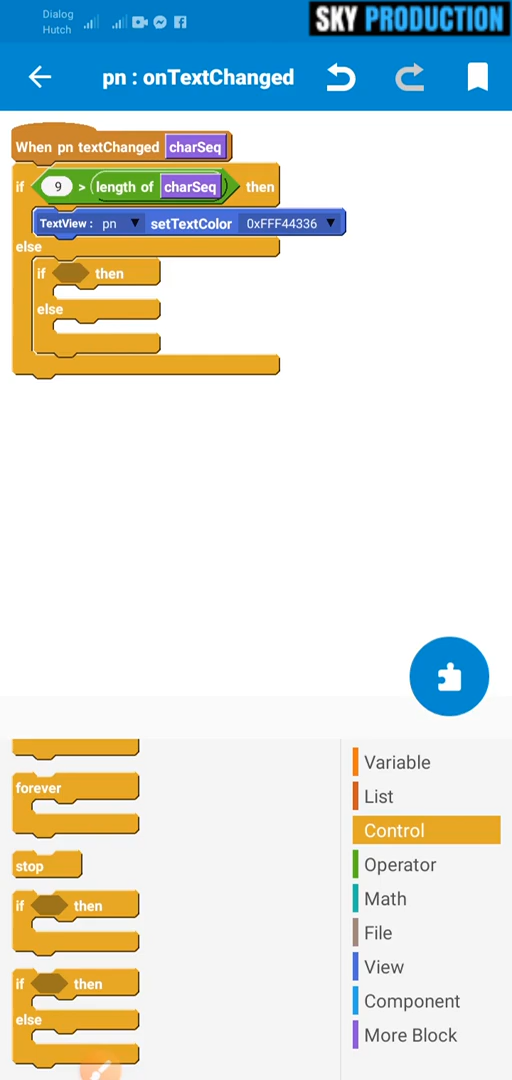 Dialog
Hutch
SKY PRODUCTION
pn : onTextChanged
When pn textChanged charSeq
if 9 > length of charSeq then
TextView : pn setTextColor 0xFFF44336
else
if then
else
forever
stop
if then
if then
else
Variable
List
Control
Operator
Math
File
View
Component
More Block